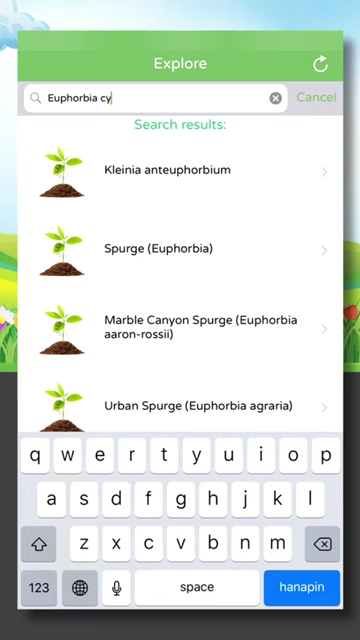 Explore
Euphorbia cy
Cancel
Search results:
Kleinia anteuphorbium
Spurge (Euphorbia)
Marble Canyon Spurge (Euphorbia
aaron-rossii)
Urban Spurge (Euphorbia agraria)
q w e r t y u i o p
a s d f g h j k l
z x c v b n m
123 space hanapin